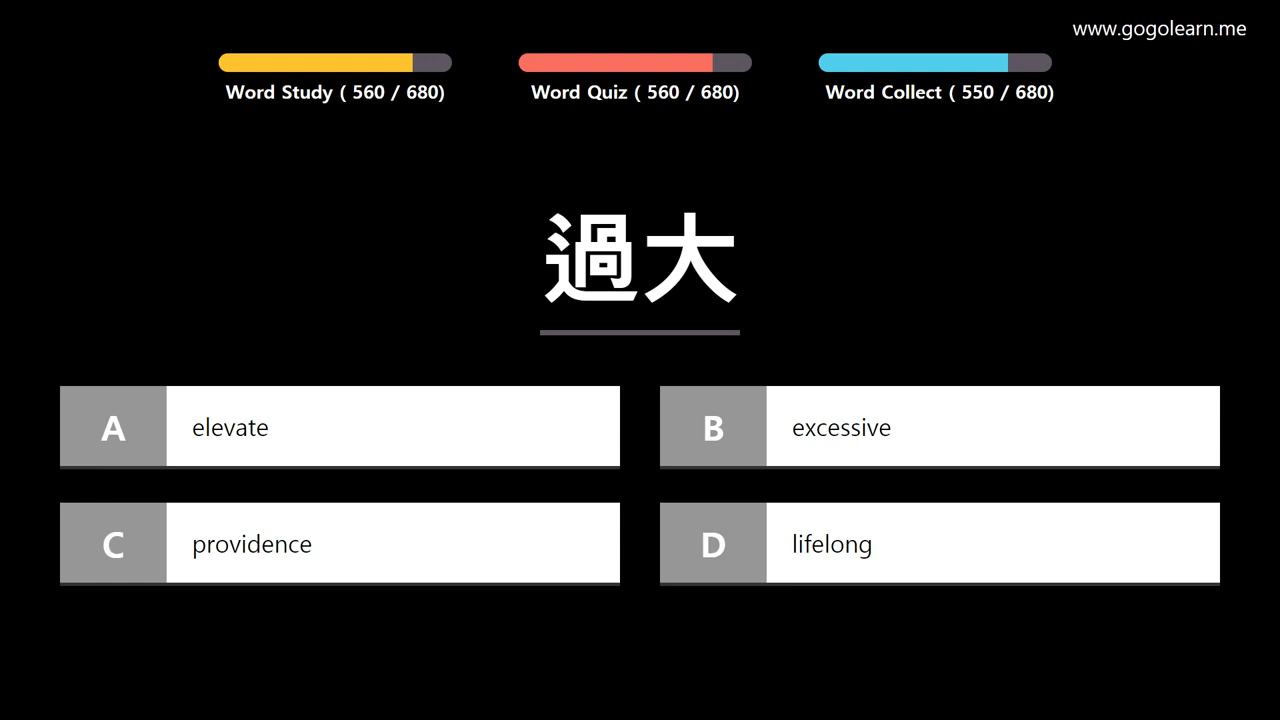 www.gogolearn.me
Word Study ( 560 / 680)
Word Quiz ( 560 / 680)
Word Collect ( 550 / 680)
過大
A
elevate
B
excessive
C
providence
D
lifelong